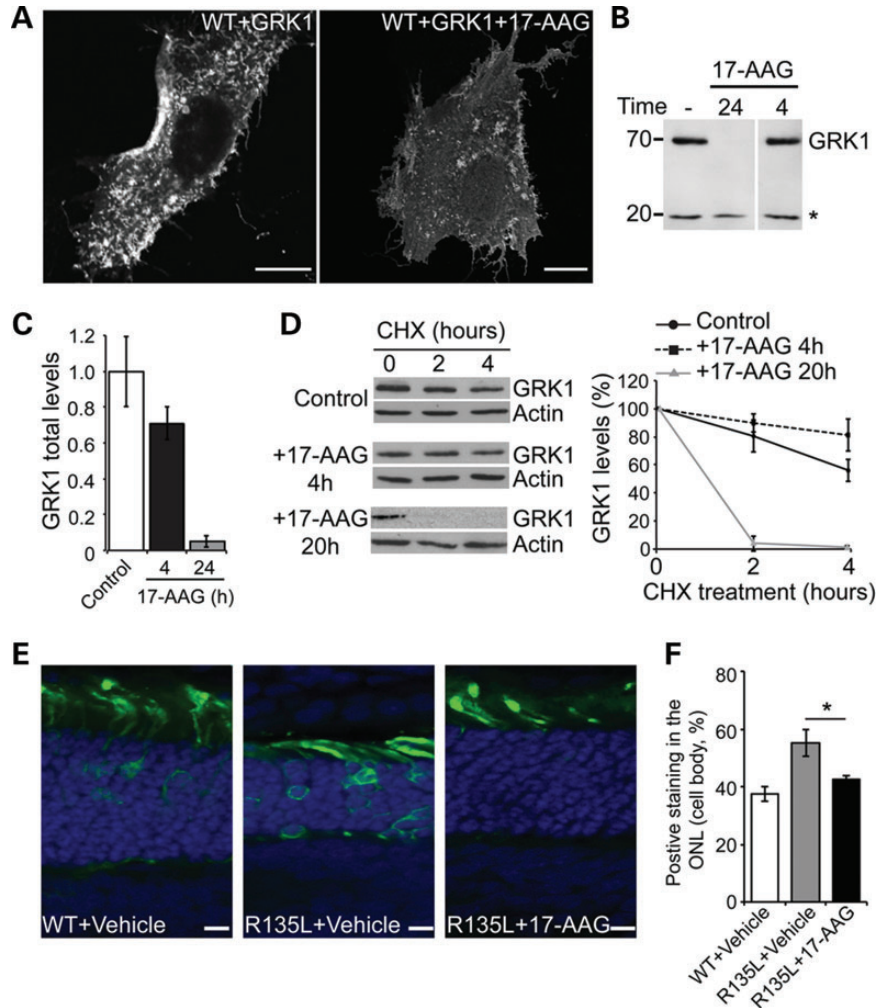 A
WT+GRK1
WT+GRK1+17-AAG
B
17-AAG
Time - 24 4
70 GRK1
20 *
C
GRK1 total levels
1.2
1.0
0.8
0.6
0.4
0.2
0
Control
4 24
17-AAG (h)
D
CHX (hours)
0 2 4
Control GRK1
Actin
+17-AAG 4h GRK1
Actin
+17-AAG 20h GRK1
Actin
Control
+17-AAG 4h
+17-AAG 20h
GRK1 levels (%)
120
100
80
60
40
20
0
0 2 4
CHX treatment (hours)
E
WT+Vehicle
R135L+Vehicle
R135L+17-AAG
F
Postive staining in the
ONL (cell body, %)
80
60
40
20
0
*
WT+Vehicle
R135L+Vehicle
R135L+17-AAG